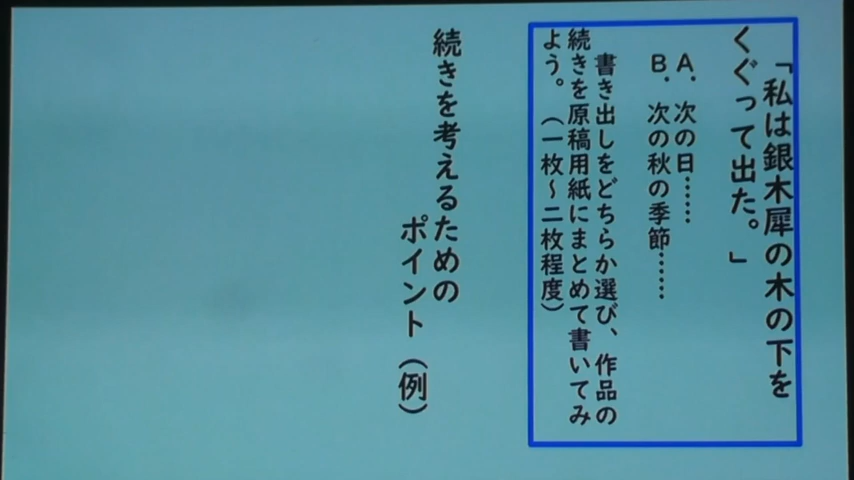 「私は銀木犀の木の下を
くぐって出た。」
A．次の日……
B．次の秋の季節……
書き出しをどちらか選び、作品の
続きを原稿用紙にまとめて書いてみ
よう。（一枚～二枚程度）
続きを考えるための
ポイント（例）